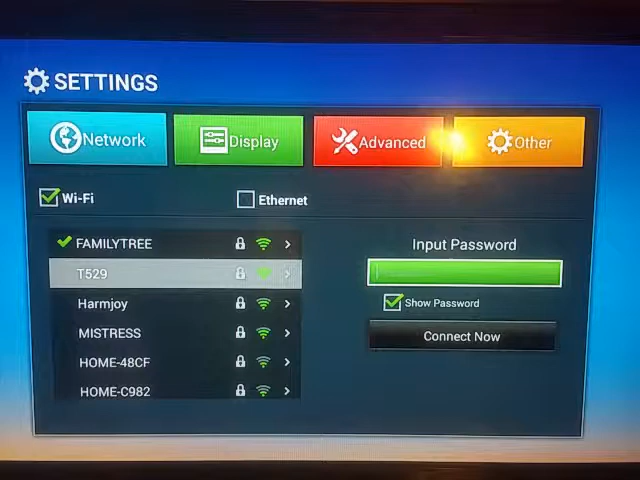 SETTINGS
Network Display Advanced Other
Wi-Fi Ethernet
FAMILYTREE
T529
Harmjoy
MISTRESS
HOME-48CF
HOME-C982
Input Password
Show Password
Connect Now